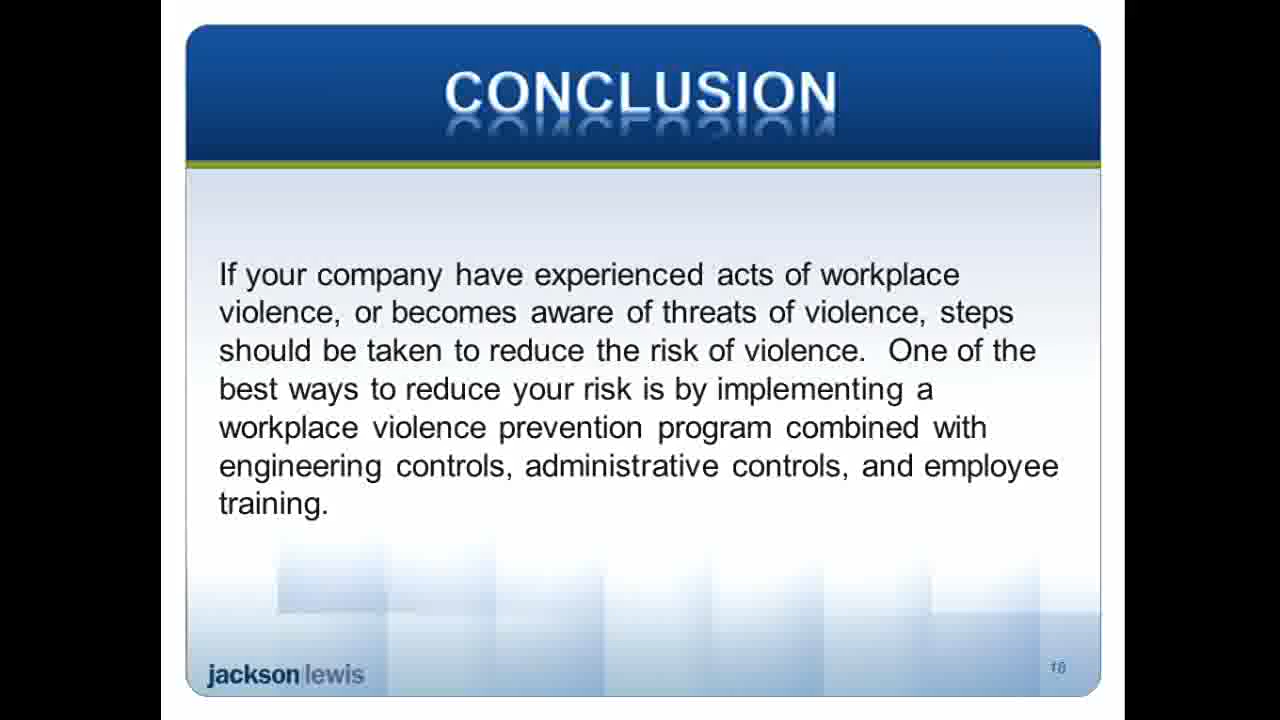 CONCLUSION
If your company have experienced acts of workplace
violence, or becomes aware of threats of violence, steps
should be taken to reduce the risk of violence. One of the
best ways to reduce your risk is by implementing a
workplace violence prevention program combined with
engineering controls, administrative controls, and employee
training.
jackson lewis